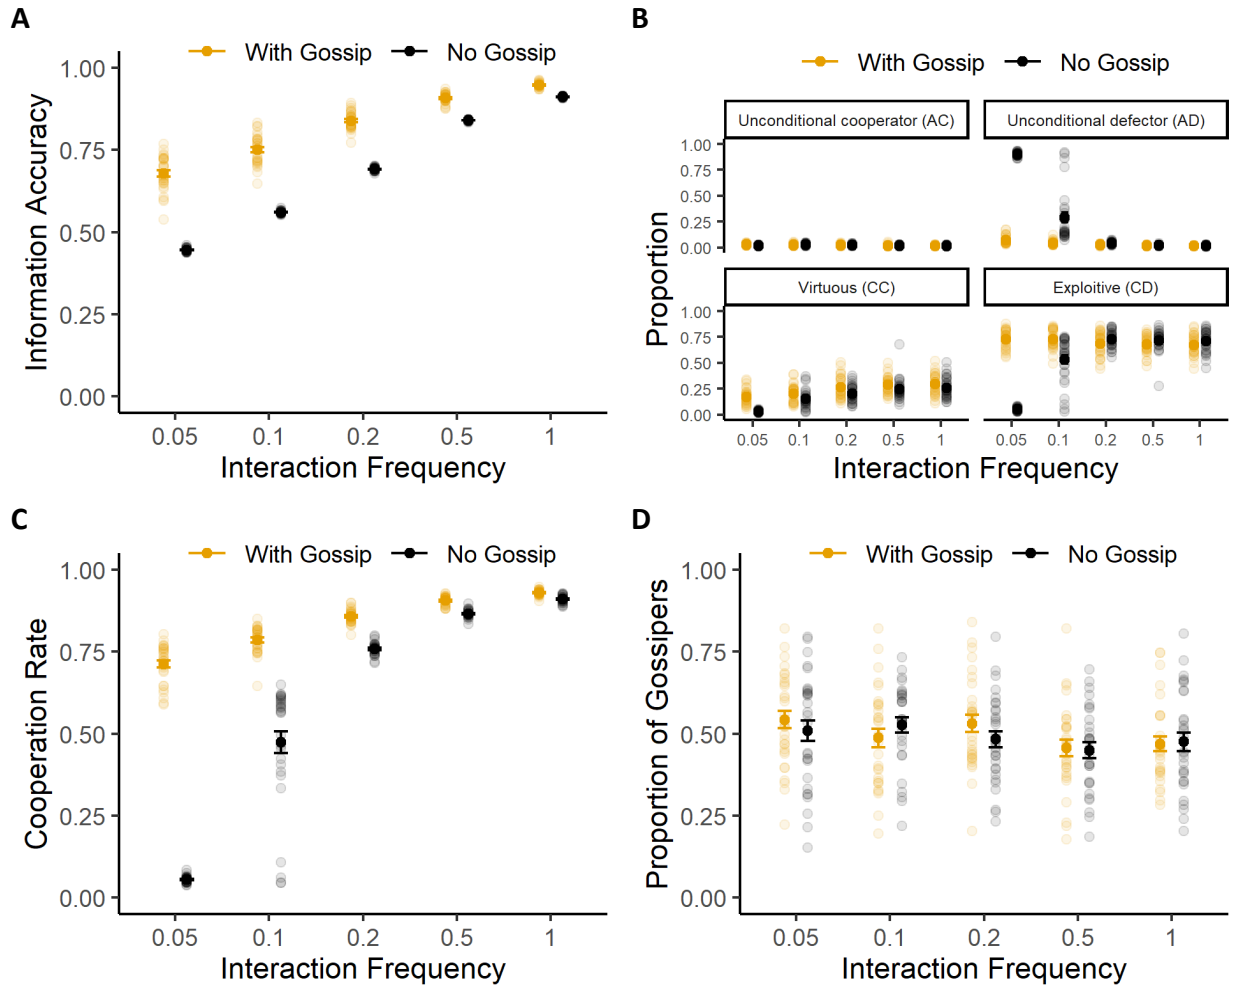 A
With Gossip No Gossip
1.00
0.75
0.50
0.25
0.00
Information Accuracy
0.05 0.1 0.2 0.5 1
Interaction Frequency
B
With Gossip No Gossip
Unconditional cooperator (AC) Unconditional defector (AD)
1.00
0.75
0.50
0.25
0.00
Virtuous (CC) Exploitive (CD)
1.00
0.75
0.50
0.25
0.00
Proportion
0.05 0.1 0.2 0.5 1 0.05 0.1 0.2 0.5 1
Interaction Frequency
C
With Gossip No Gossip
1.00
0.75
0.50
0.25
0.00
Cooperation Rate
0.05 0.1 0.2 0.5 1
Interaction Frequency
D
With Gossip No Gossip
1.00
0.75
0.50
0.25
0.00
Proportion of Gossipers
0.05 0.1 0.2 0.5 1
Interaction Frequency